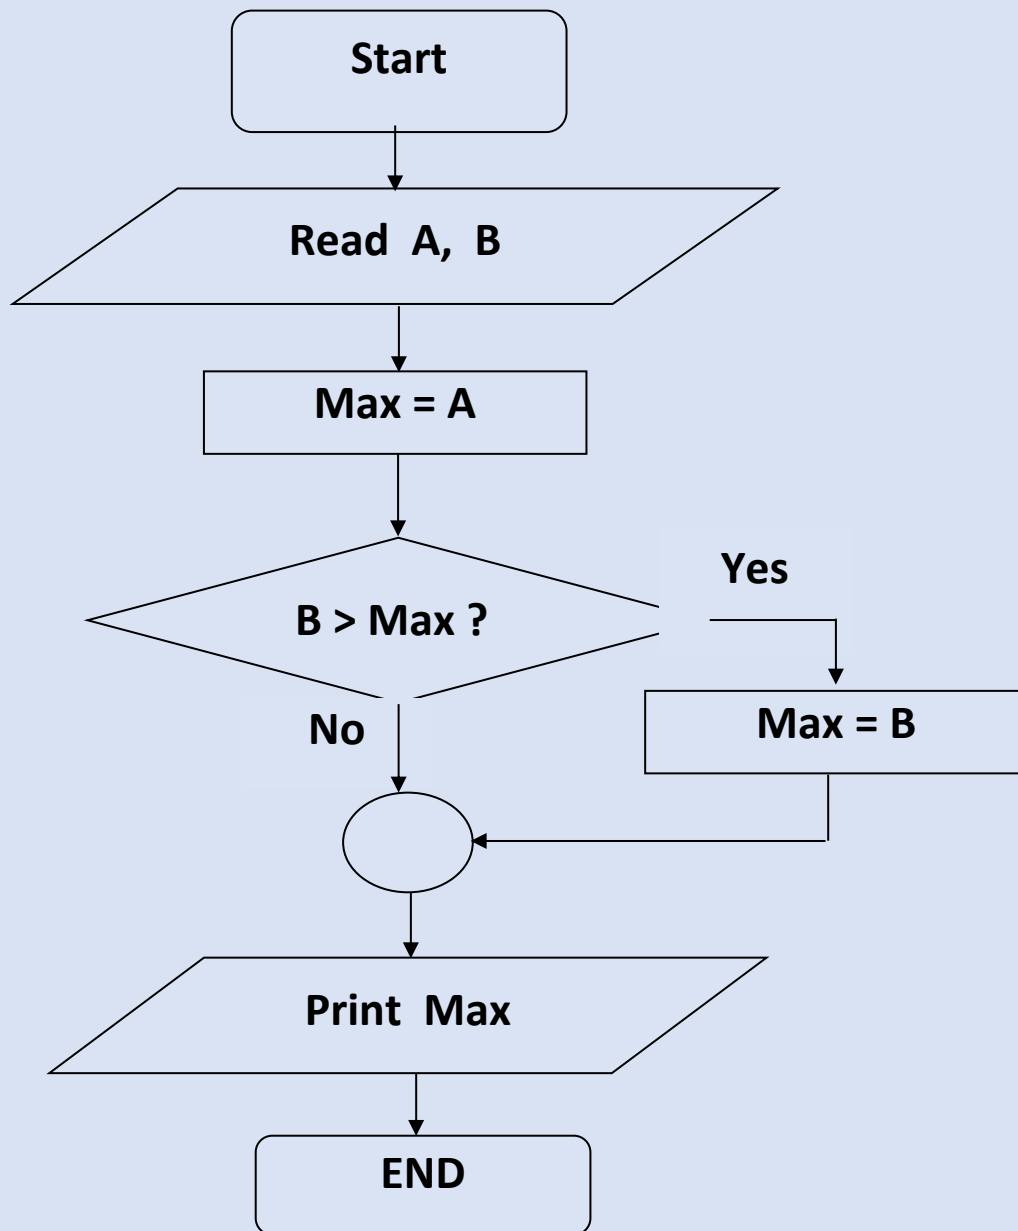 Start
Read A, B
Max = A
B > Max ?
Yes
No
Max = B
Print Max
END